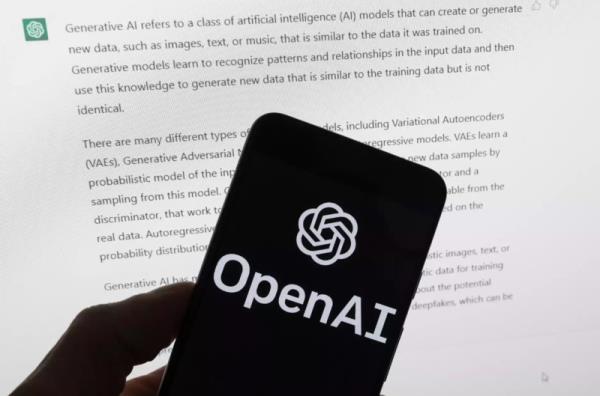 Generative AI refers to a class of artificial intelligence (AI) models that can create or generate
new data, such as images, text, or music, that is similar to the data it was trained on.
Generative models learn to recognize patterns and relationships in the input data and then
use this knowledge to generate new data that is similar to the training data but is not
identical.
There are many different types of dels, including Variational Autoencoders
(VAEs), Generative Adversarial regressive models. VAEs learn a
probabilistic model of the inp new data samples by
sampling from this model. tor and a
discriminator, that work to able from the
real data. Autoregressiv ed on the
probability distribution
Generative AI has stic images, text, or
tic data for training
out the potential
deepfakes, which can be
OpenAI